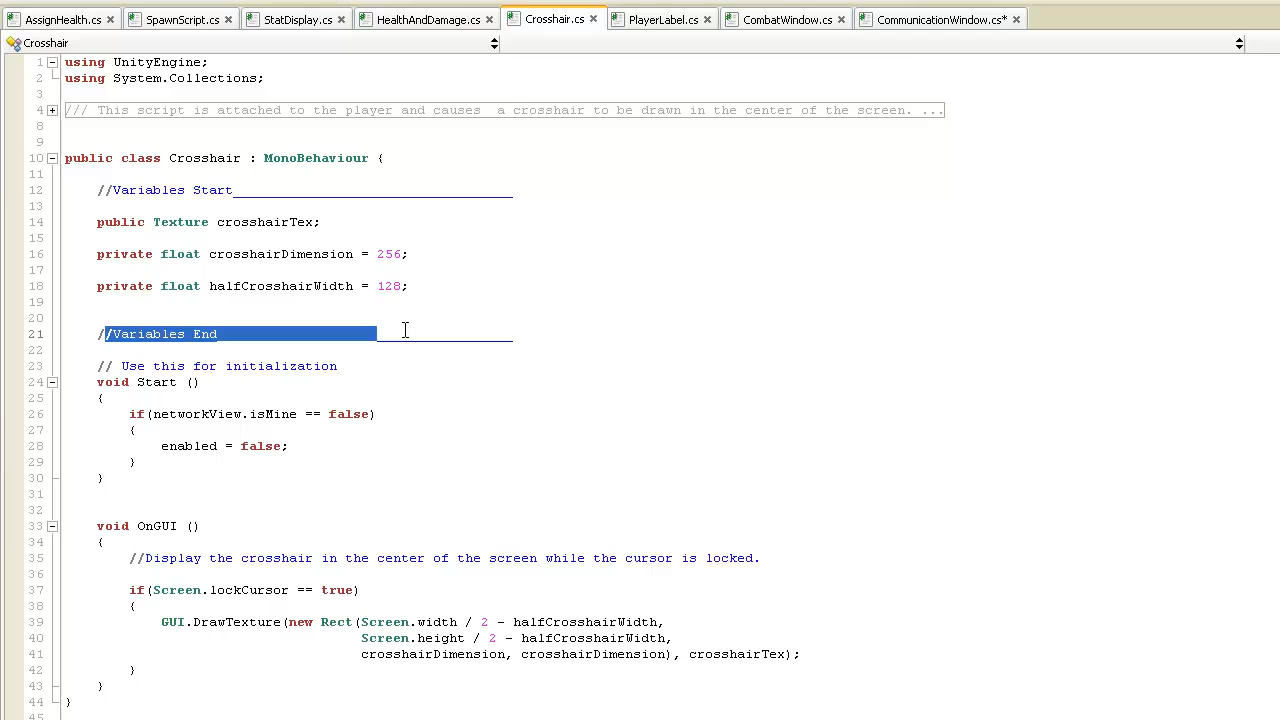 AssignHealth.cs SpawnScript.cs StatDisplay.cs HealthAndDamage.cs Crosshair.cs PlayerLabel.cs CombatWindow.cs CommunicationWindow.cs*
Crosshair
1 using UnityEngine;
2 using System.Collections;
3
4 /// This script is attached to the player and causes  a crosshair to be drawn in the center of the screen. ...
8
9
10 public class Crosshair : MonoBehaviour {
11
12 //Variables Start___________________________________
13
14 public Texture crosshairTex;
15
16 private float crosshairDimension = 256;
17
18 private float halfCrosshairWidth = 128;
19
20
21 //Variables End_____________________________________
22
23 // Use this for initialization
24 void Start ()
25 {
26 if(networkView.isMine == false)
27 {
28 enabled = false;
29 }
30 }
31
32
33 void OnGUI ()
34 {
35 //Display the crosshair in the center of the screen while the cursor is locked.
36
37 if(Screen.lockCursor == true)
38 {
39 GUI.DrawTexture(new Rect(Screen.width / 2 - halfCrosshairWidth,
40 Screen.height / 2 - halfCrosshairWidth,
41 crosshairDimension, crosshairDimension), crosshairTex);
42 }
43 }
44 }
45